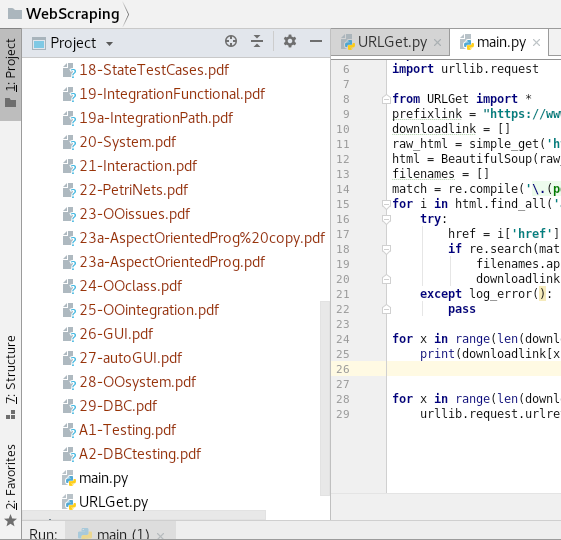 WebScraping
1: Project
Project
URLGet.py
main.py
18-StateTestCases.pdf
19-IntegrationFunctional.pdf
19a-IntegrationPath.pdf
20-System.pdf
21-Interaction.pdf
22-PetriNets.pdf
23-OOissues.pdf
23a-AspectOrientedProg%20copy.pdf
23a-AspectOrientedProg.pdf
24-OOclass.pdf
25-OOintegration.pdf
26-GUI.pdf
27-autoGUI.pdf
28-OOsystem.pdf
29-DBC.pdf
A1-Testing.pdf
A2-DBCtesting.pdf
main.py
URLGet.py
7: Structure
2: Favorites
6 import urllib.request
7
8 from URLGet import *
9 prefixlink = "https://ww
10 downloadlink = []
11 raw_html = simple_get('h
12 html = BeautifulSoup(raw
13 filenames = []
14 match = re.compile('\.(p
15 for i in html.find_all('
16 try:
17 href = i['href']
18 if re.search(mat
19 filenames.ap
20 downloadlink
21 except log_error():
22 pass
23
24 for x in range(len(downlo
25 print(downloadlink[x
26
27
28 for x in range(len(downlo
29 urllib.request.urlre
Run: main (1)